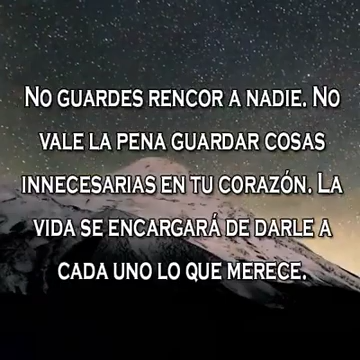 No guardes rencor a nadie. No
vale la pena guardar cosas
innecesarias en tu corazón. La
vida se encargará de darle a
cada uno lo que merece.